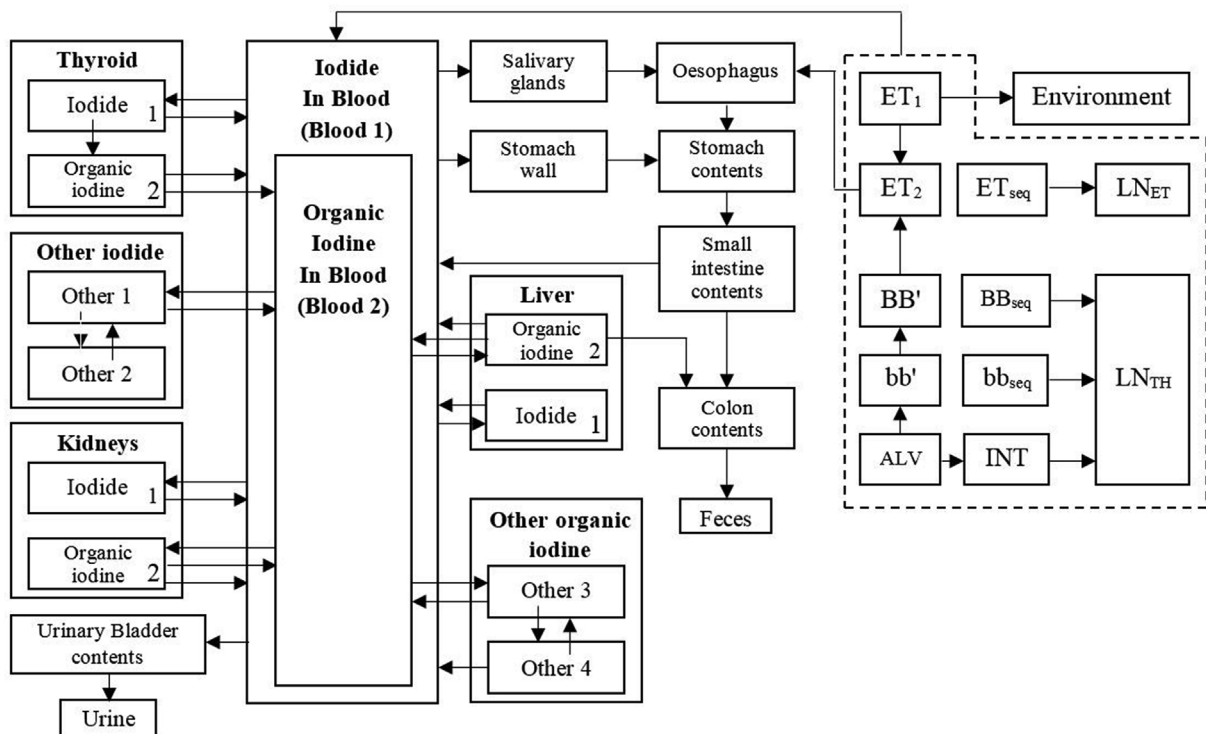 Thyroid
Iodide
1
Organic
iodine
2
Other iodide
Other 1
Other 2
Kidneys
Iodide
1
Organic
iodine
2
Urinary Bladder
contents
Urine
Iodide
In Blood
(Blood 1)
Organic
Iodine
In Blood
(Blood 2)
Salivary
glands
Stomach
wall
Oesophagus
Stomach
contents
Small
intestine
contents
Liver
Organic
iodine
2
Iodide
1
Colon
contents
Feces
Other organic
iodine
Other 3
Other 4
ET1
Environment
ET2
ETseq
LNET
BB'
BBseq
bb'
bbseq
LNTH
ALV
INT